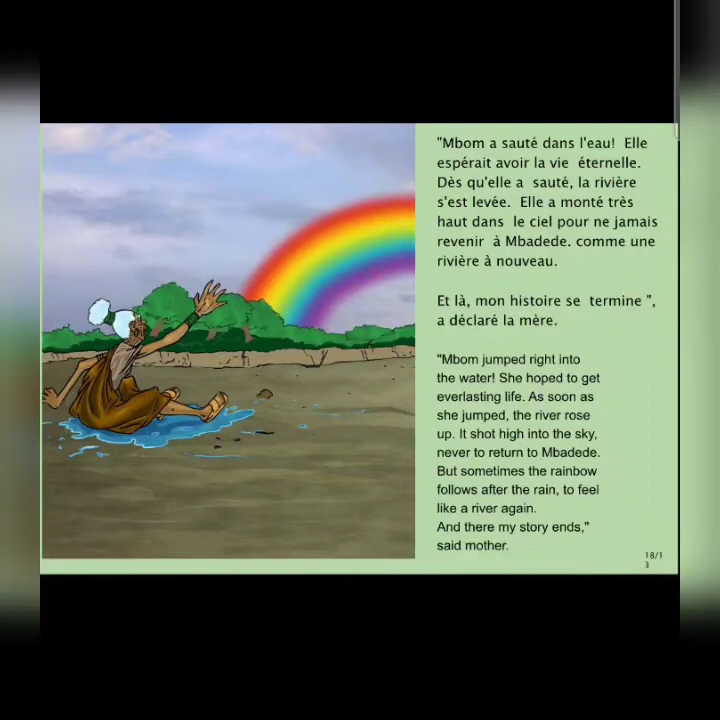 "Mbom a sauté dans l'eau! Elle
espérait avoir la vie éternelle.
Dès qu'elle a sauté, la rivière
s'est levée. Elle a monté très
haut dans le ciel pour ne jamais
revenir à Mbadede. comme une
rivière à nouveau.
Et là, mon histoire se termine ",
a déclaré la mère.
"Mbom jumped right into
the water! She hoped to get
everlasting life. As soon as
she jumped, the river rose
up. It shot high into the sky,
never to return to Mbadede.
But sometimes the rainbow
follows after the rain, to feel
like a river again.
And there my story ends,"
said mother.
18/1
3